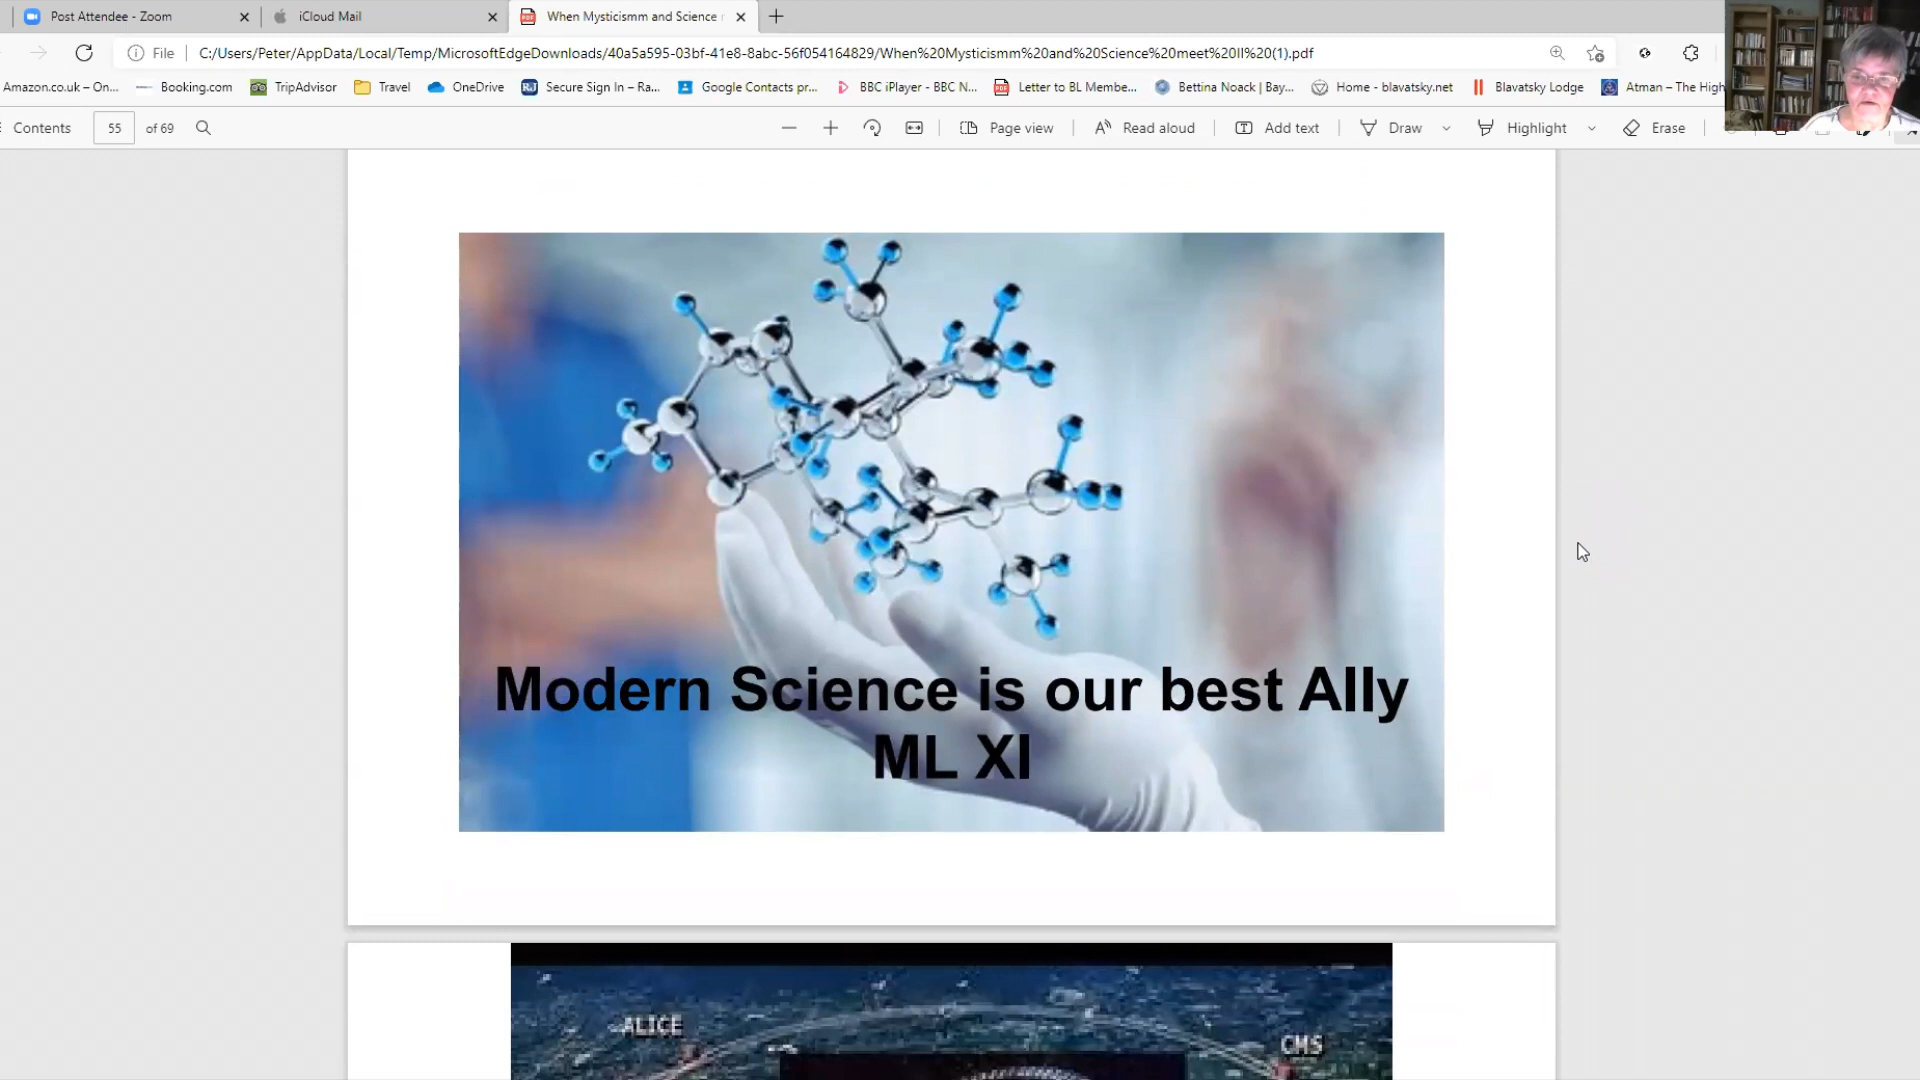 Post Attendee - Zoom
iCloud Mail
When Mysticismm and Science
File
C:/Users/Peter/AppData/Local/Temp/MicrosoftEdgeDownloads/40a5a595-03bf-41e8-8abc-56f054164829/When%20Mysticismm%20and%20Science%20meet%20II%20(1).pdf
Amazon.co.uk – On...
Booking.com
TripAdvisor
Travel
OneDrive
Secure Sign In – Ra...
Google Contacts pr...
BBC iPlayer - BBC N...
Letter to BL Membe...
Bettina Noack | Bay...
Home - blavatsky.net
Blavatsky Lodge
Atman – The High
Contents
55
of 69
Page view
Read aloud
Add text
Draw
Highlight
Erase
Modern Science is our best Ally
ML XI
ALICE
CMS